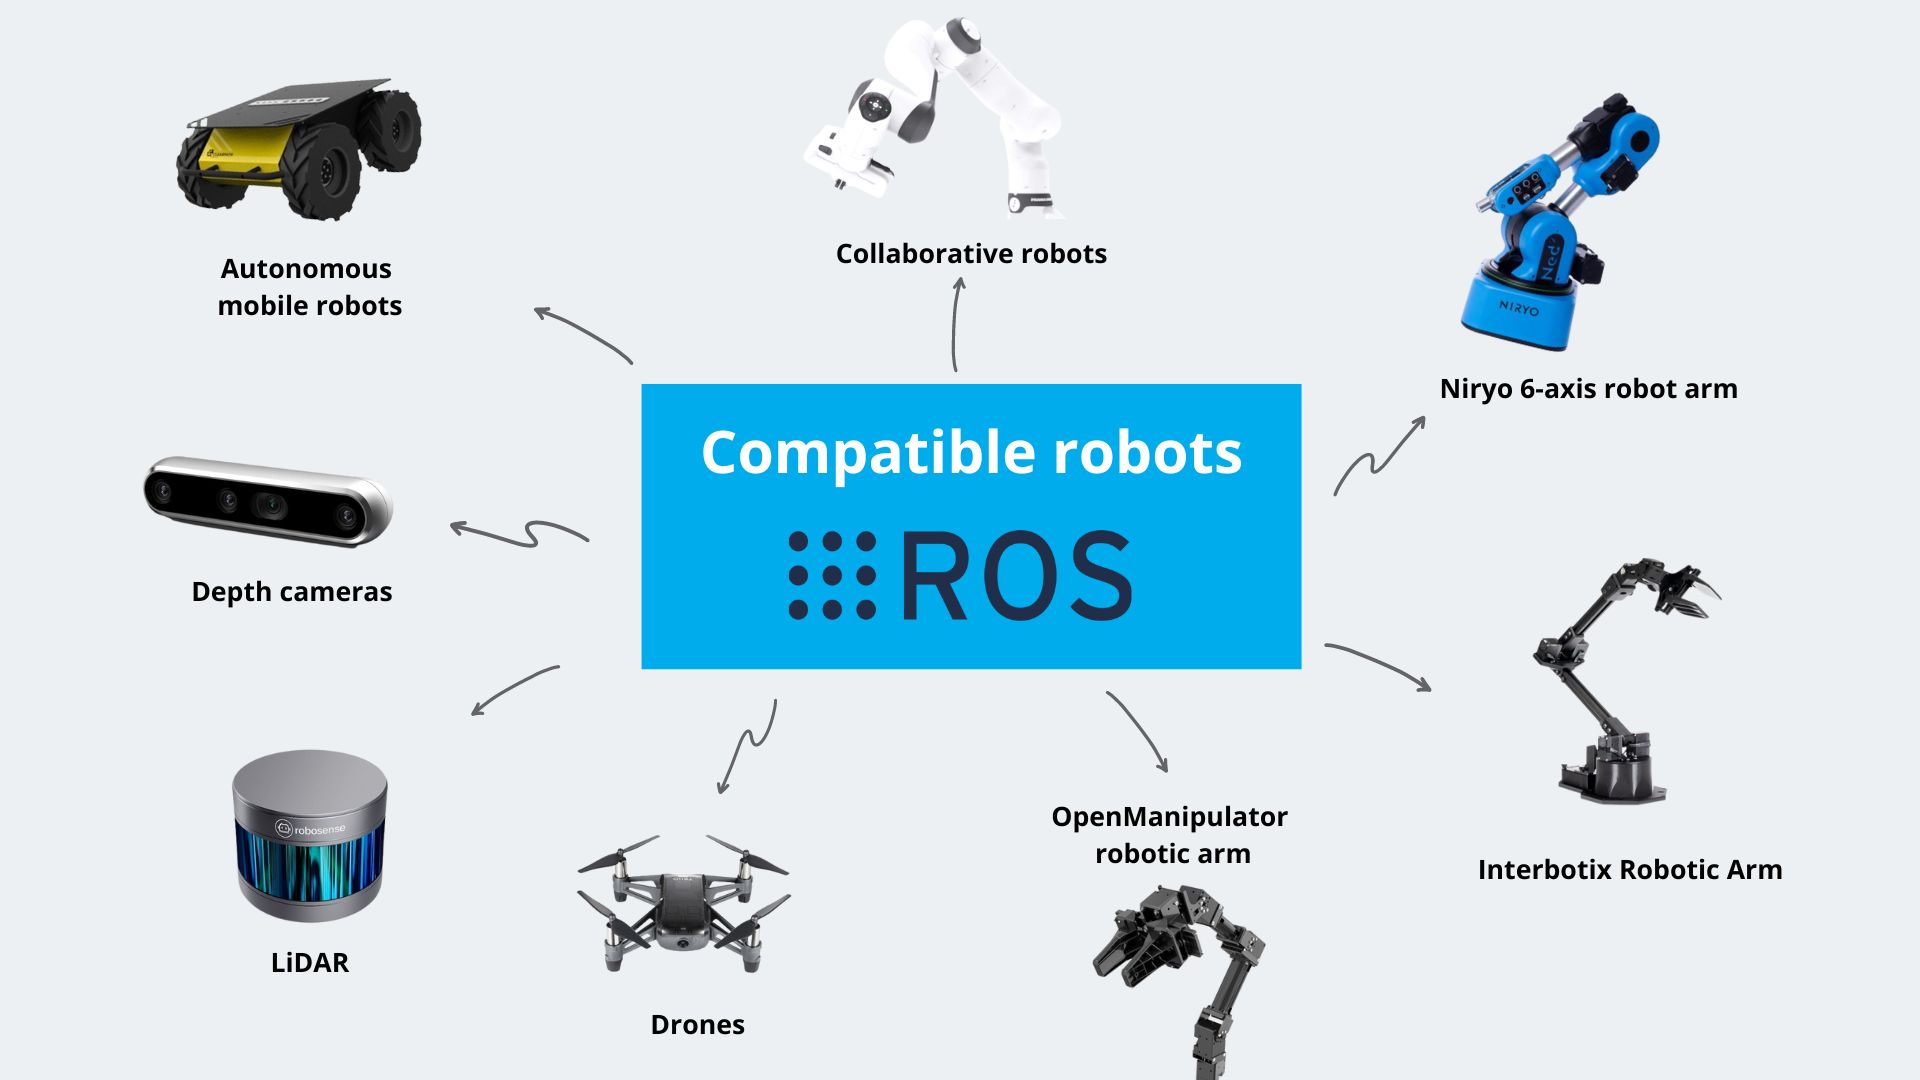 Autonomous
mobile robots
Collaborative robots
Ned
NIRYO
Niryo 6-axis robot arm
Compatible robots
ROS
Depth cameras
robosense
LiDAR
Drones
OpenManipulator
robotic arm
Interbotix Robotic Arm